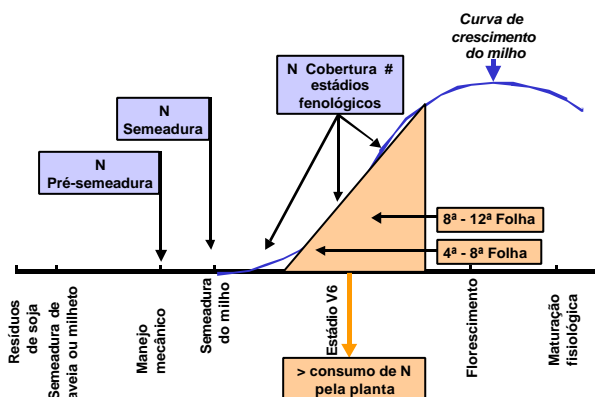 Curva de
crescimento
do milho
N Cobertura #
estádios
fenológicos
N
Semeadura
N
Pré-semeadura
8ª - 12ª Folha
4ª - 8ª Folha
Resíduos
de soja
Semeadura de
aveia ou milheto
Manejo
mecânico
Semeadura
do milho
Estádio V6
Florescimento
Maturação
fisiológica
> consumo de N
pela planta